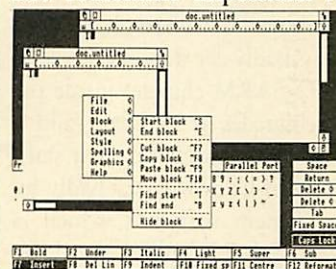 doc.untitled
doc.untitled
File
Edit
Block
Layout
Style
Spelling
Graphics
Help
Start block ^S
End block ^E
Cut block ^F7
Copy block ^F8
Paste block ^F9
Move block ^F10
Find start ^T
Find end ^B
Hide block ^K
Parallel Port
Space
Return
Delete
Delete
Tab
Fixed Space
Caps Lock
F1 Bold F2 Under F3 Italic F4 Light F5 Super F6 Sub
F7 Insert F8 Del Lin F9 Indent F10 Fixed sp F11 Centre